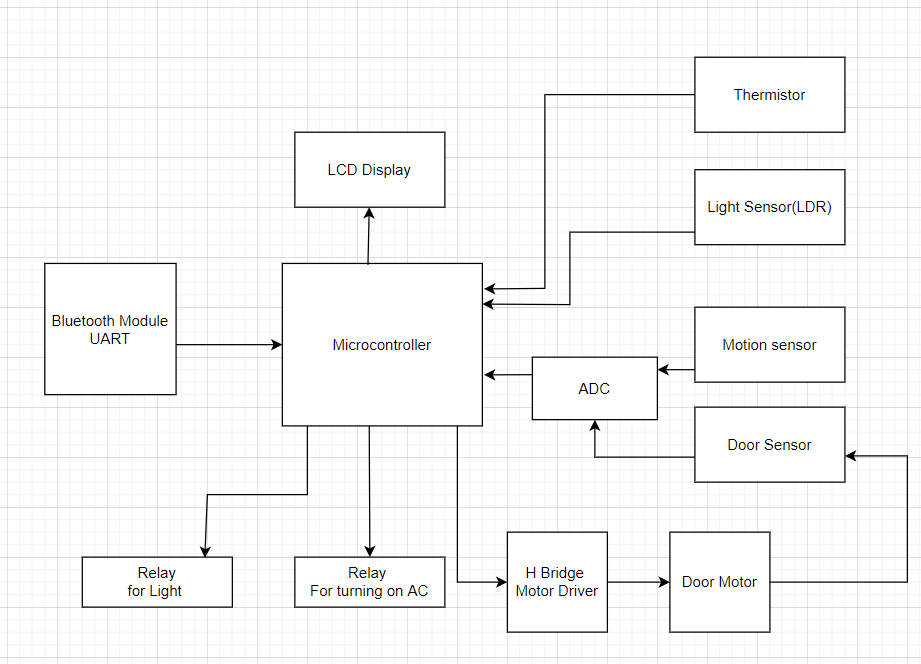 Thermistor
LCD Display
Light Sensor(LDR)
Bluetooth Module
UART
Microcontroller
Motion sensor
ADC
Door Sensor
Relay
for Light
Relay
For turning on AC
H Bridge
Motor Driver
Door Motor